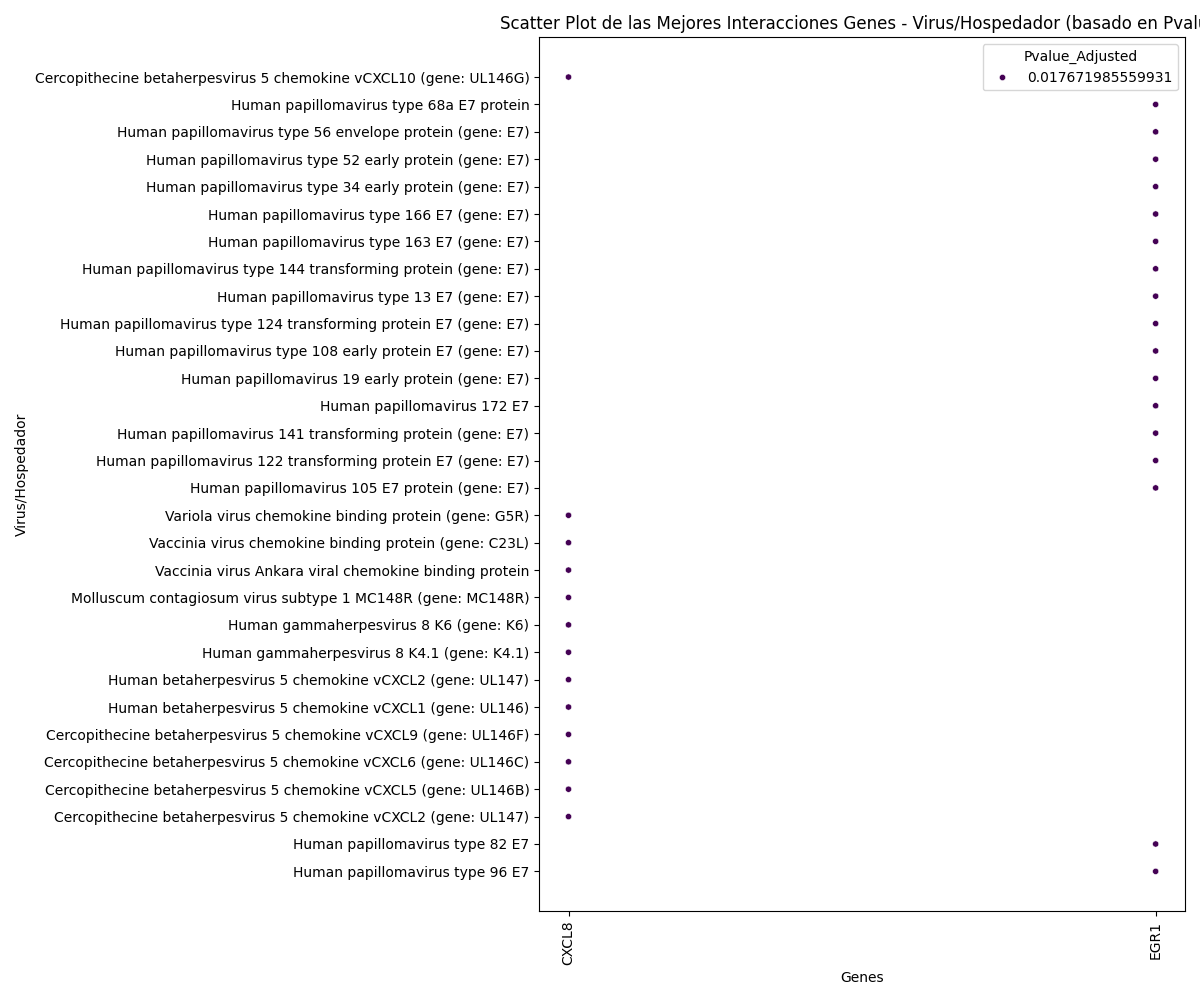 Scatter Plot de las Mejores Interacciones Genes - Virus/Hospedador (basado en Pvalu
Pvalue_Adjusted
0.017671985559931
Cercopithecine betaherpesvirus 5 chemokine vCXCL10 (gene: UL146G)
Human papillomavirus type 68a E7 protein
Human papillomavirus type 56 envelope protein (gene: E7)
Human papillomavirus type 52 early protein (gene: E7)
Human papillomavirus type 34 early protein (gene: E7)
Human papillomavirus type 166 E7 (gene: E7)
Human papillomavirus type 163 E7 (gene: E7)
Human papillomavirus type 144 transforming protein (gene: E7)
Human papillomavirus type 13 E7 (gene: E7)
Human papillomavirus type 124 transforming protein E7 (gene: E7)
Human papillomavirus type 108 early protein E7 (gene: E7)
Human papillomavirus 19 early protein (gene: E7)
Human papillomavirus 172 E7
Human papillomavirus 141 transforming protein (gene: E7)
Human papillomavirus 122 transforming protein E7 (gene: E7)
Human papillomavirus 105 E7 protein (gene: E7)
Variola virus chemokine binding protein (gene: G5R)
Vaccinia virus chemokine binding protein (gene: C23L)
Vaccinia virus Ankara viral chemokine binding protein
Molluscum contagiosum virus subtype 1 MC148R (gene: MC148R)
Human gammaherpesvirus 8 K6 (gene: K6)
Human gammaherpesvirus 8 K4.1 (gene: K4.1)
Human betaherpesvirus 5 chemokine vCXCL2 (gene: UL147)
Human betaherpesvirus 5 chemokine vCXCL1 (gene: UL146)
Cercopithecine betaherpesvirus 5 chemokine vCXCL9 (gene: UL146F)
Cercopithecine betaherpesvirus 5 chemokine vCXCL6 (gene: UL146C)
Cercopithecine betaherpesvirus 5 chemokine vCXCL5 (gene: UL146B)
Cercopithecine betaherpesvirus 5 chemokine vCXCL2 (gene: UL147)
Human papillomavirus type 82 E7
Human papillomavirus type 96 E7
Virus/Hospedador
CXCL8
EGR1
Genes